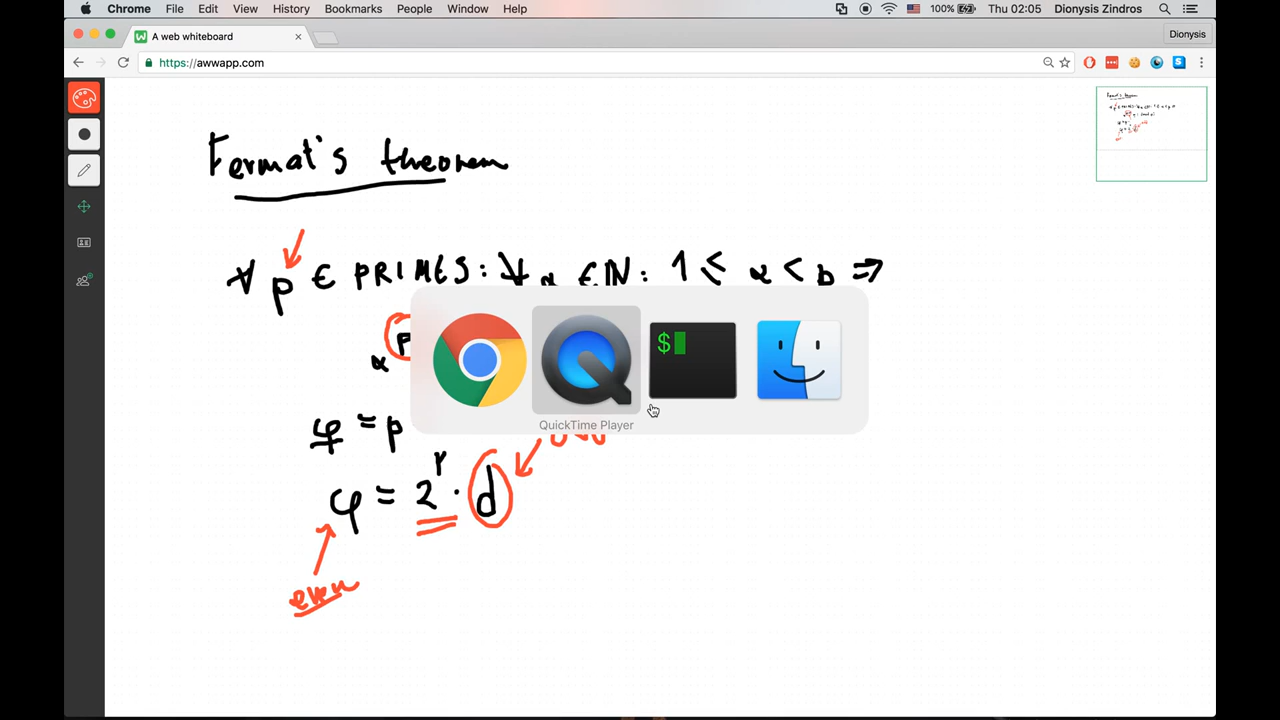 Chrome File Edit View History Bookmarks People Window Help 100% Thu 02:05 Dionysis Zindros
A web whiteboard Dionysis
https://awwapp.com
Fermat's theorem
∀ p ∈ PRIMES: ∀ α ∈ ℕ: 1 ≤ α < p ⇒
α p
$
QuickTime Player
φ = p
φ = 2^r · d
even